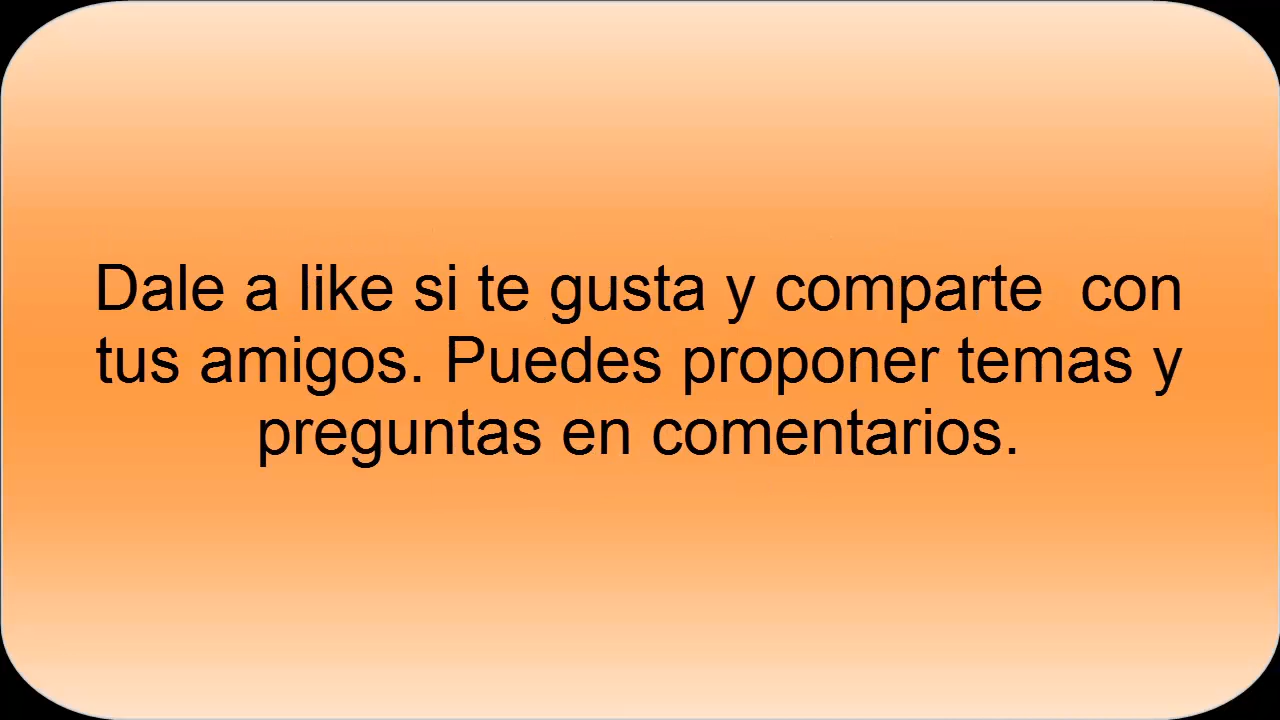 Dale a like si te gusta y comparte  con
tus amigos. Puedes proponer temas y
preguntas en comentarios.